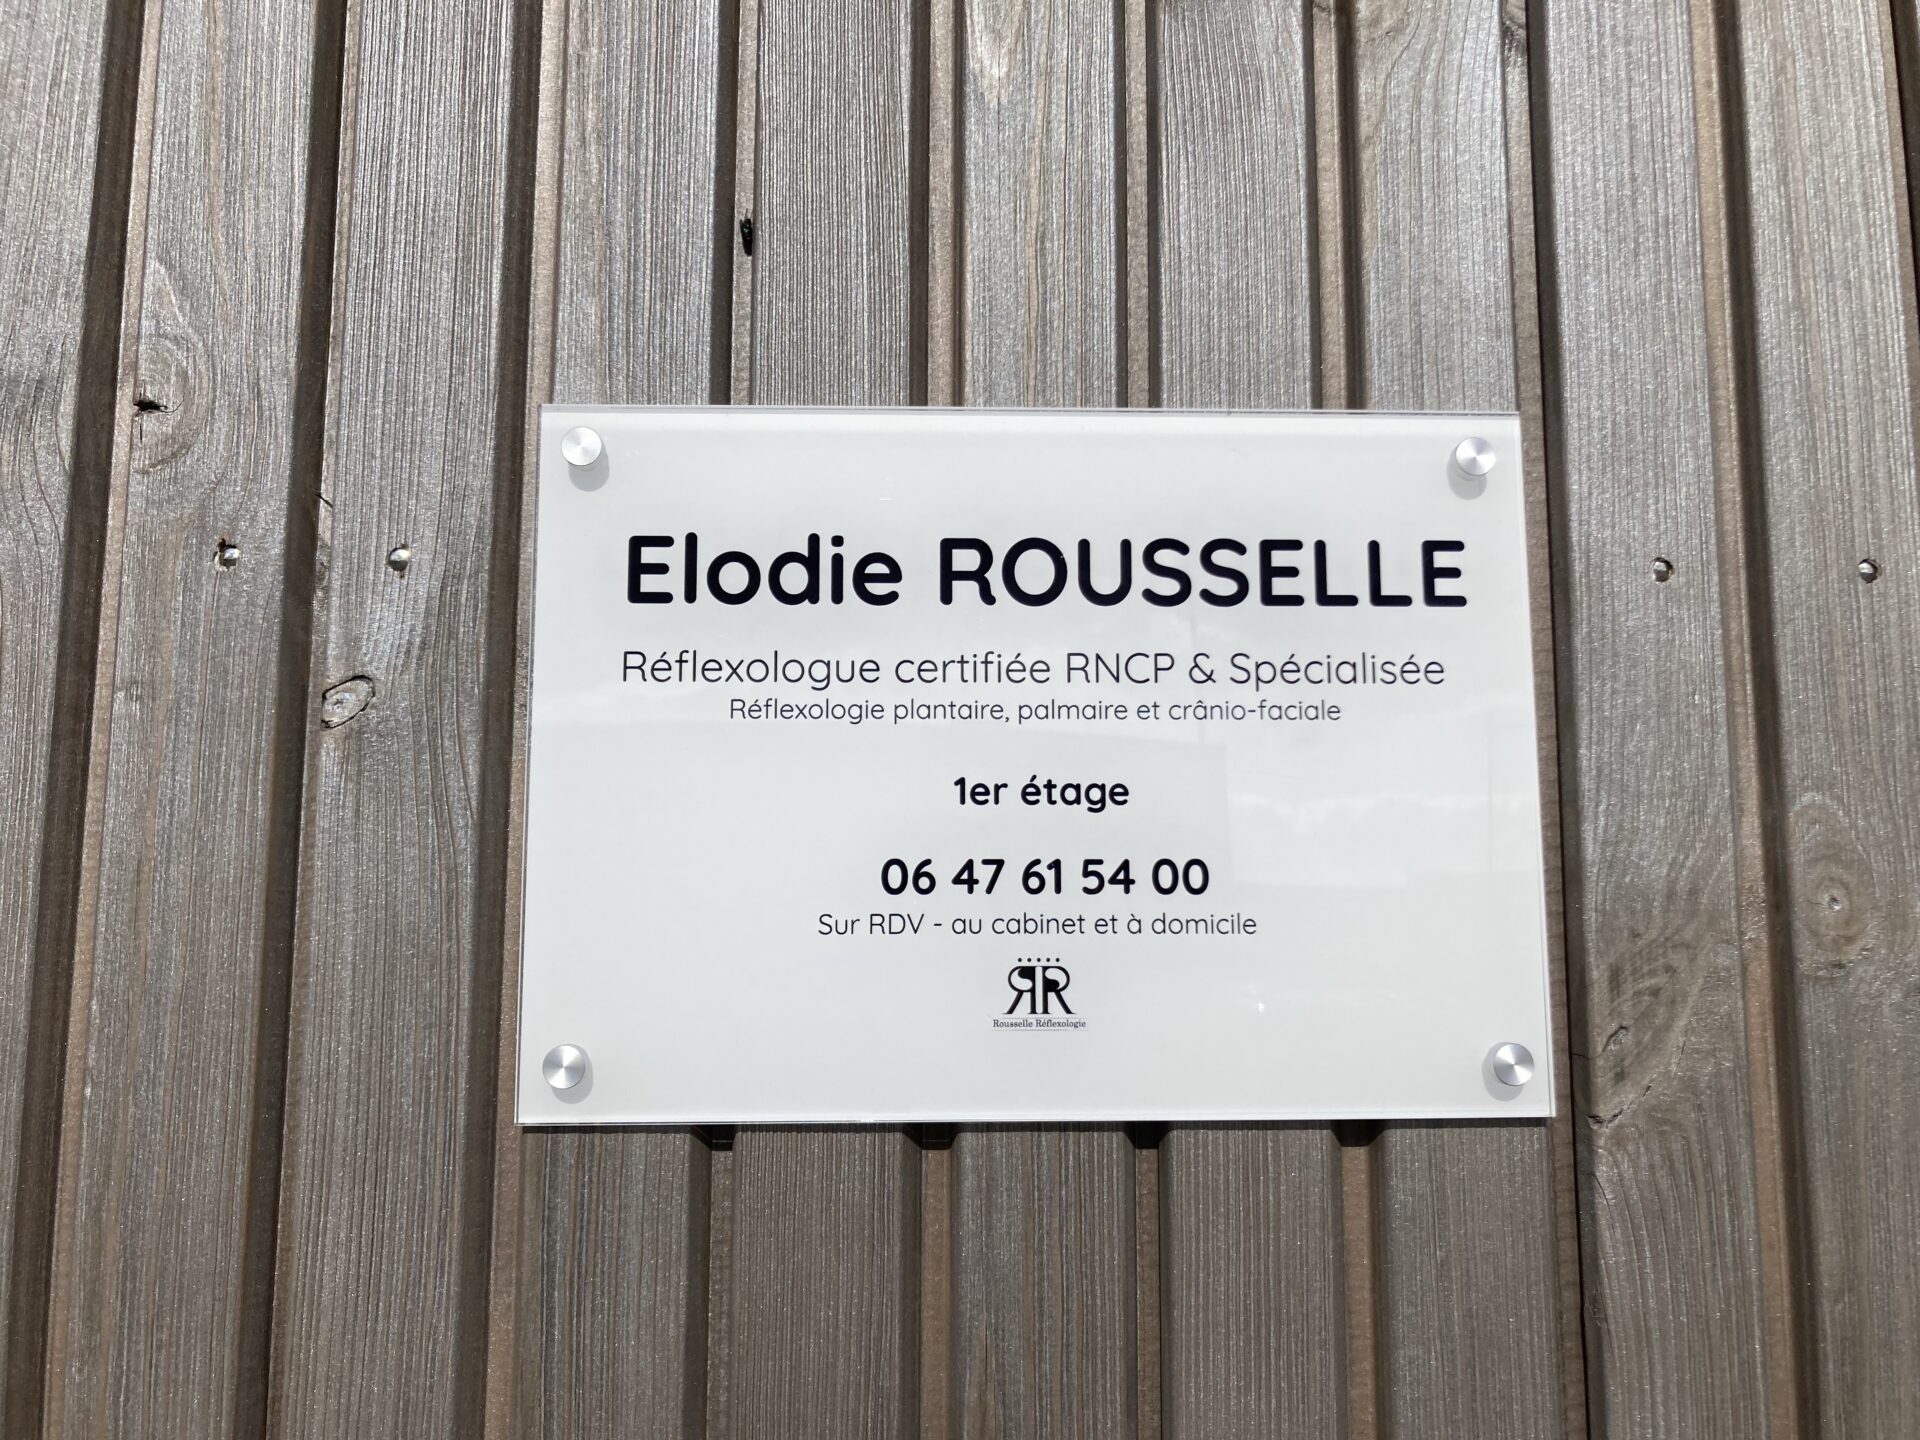 Elodie ROUSSELLE
Réflexologue certifiée RNCP & Spécialisée
Réflexologie plantaire, palmaire et crânio-faciale
1er étage
06 47 61 54 00
Sur RDV - au cabinet et à domicile
RR
Rousselle Réflexologie